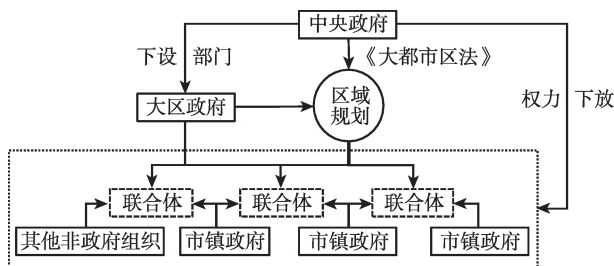 中央政府
下设 部门
《大都市区法》
大区政府
区域
规划
权力 下放
联合体 联合体 联合体
其他非政府组织 市镇政府 市镇政府 市镇政府